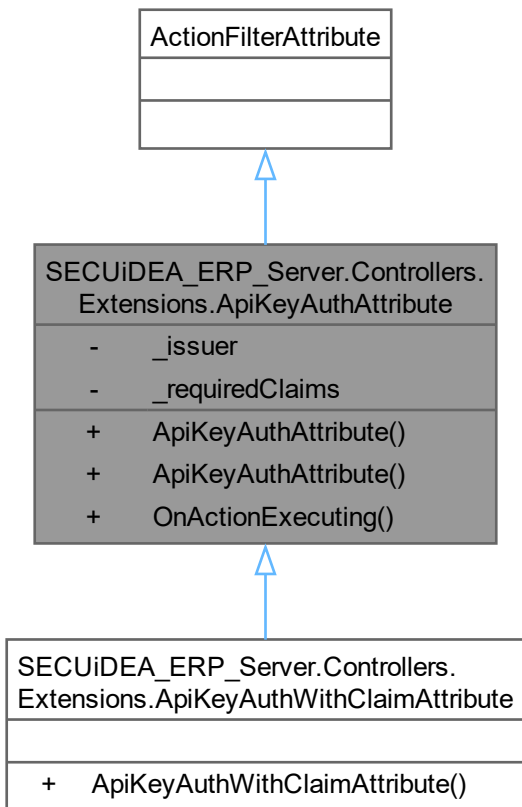 ActionFilterAttribute
SECUiDEA_ERP_Server.Controllers.
Extensions.ApiKeyAuthAttribute
- _issuer
- _requiredClaims
+ ApiKeyAuthAttribute()
+ ApiKeyAuthAttribute()
+ OnActionExecuting()
SECUiDEA_ERP_Server.Controllers.
Extensions.ApiKeyAuthWithClaimAttribute
+ ApiKeyAuthWithClaimAttribute()